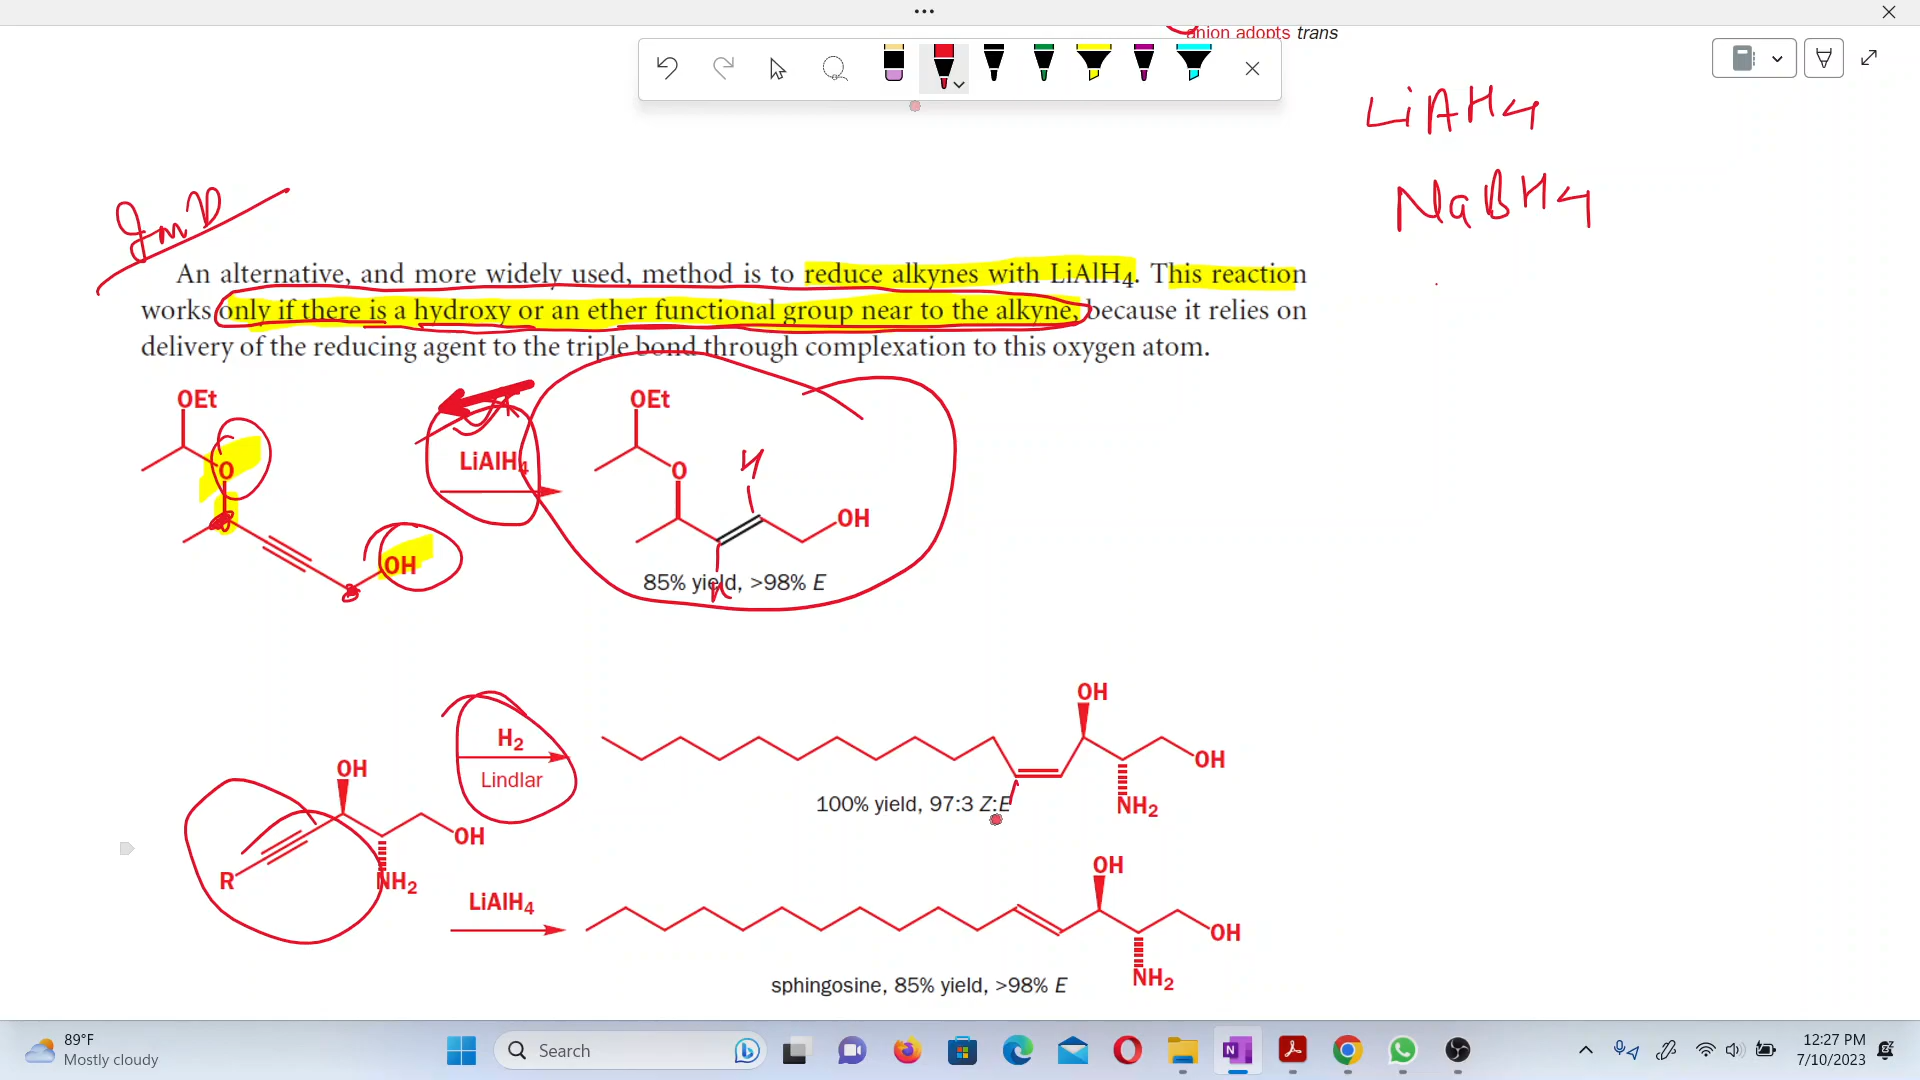 anion adopts trans
LiAH4
NaBH4
An alternative, and more widely used, method is to reduce alkynes with LiAlH4. This reaction
works only if there is a hydroxy or an ether functional group near to the alkyne, because it relies on
delivery of the reducing agent to the triple bond through complexation to this oxygen atom.
OEt
O
OH
LiAlH4
OEt
O
H
OH
85% yield, >98% E
H
OH
R
NH2
OH
H2
Lindlar
OH
OH
NH2
100% yield, 97:3 Z:E
LiAlH4
OH
OH
NH2
sphingosine, 85% yield, >98% E
89°F
Mostly cloudy
Search
12:27 PM
7/10/2023